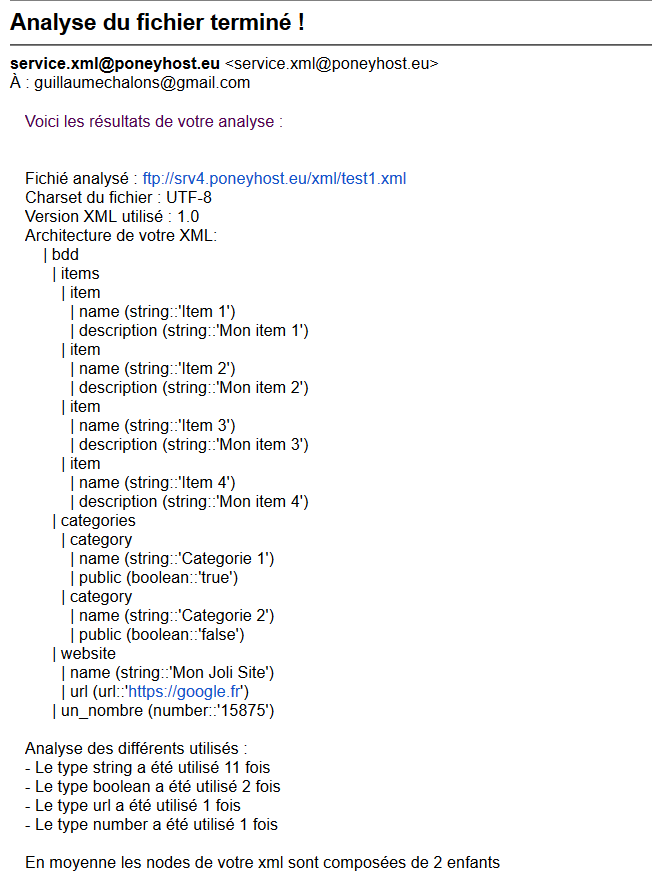 Analyse du fichier terminé !
service.xml@poneyhost.eu <service.xml@poneyhost.eu>
À : guillaumechalons@gmail.com
Voici les résultats de votre analyse :
Fichié analysé : ftp://srv4.poneyhost.eu/xml/test1.xml
Charset du fichier : UTF-8
Version XML utilisé : 1.0
Architecture de votre XML:
| bdd
| items
| item
| name (string::'Item 1')
| description (string::'Mon item 1')
| item
| name (string::'Item 2')
| description (string::'Mon item 2')
| item
| name (string::'Item 3')
| description (string::'Mon item 3')
| item
| name (string::'Item 4')
| description (string::'Mon item 4')
| categories
| category
| name (string::'Categorie 1')
| public (boolean::'true')
| category
| name (string::'Categorie 2')
| public (boolean::'false')
| website
| name (string::'Mon Joli Site')
| url (url::'https://google.fr')
| un_nombre (number::'15875')
Analyse des différents utilisés :
- Le type string a été utilisé 11 fois
- Le type boolean a été utilisé 2 fois
- Le type url a été utilisé 1 fois
- Le type number a été utilisé 1 fois
En moyenne les nodes de votre xml sont composées de 2 enfants